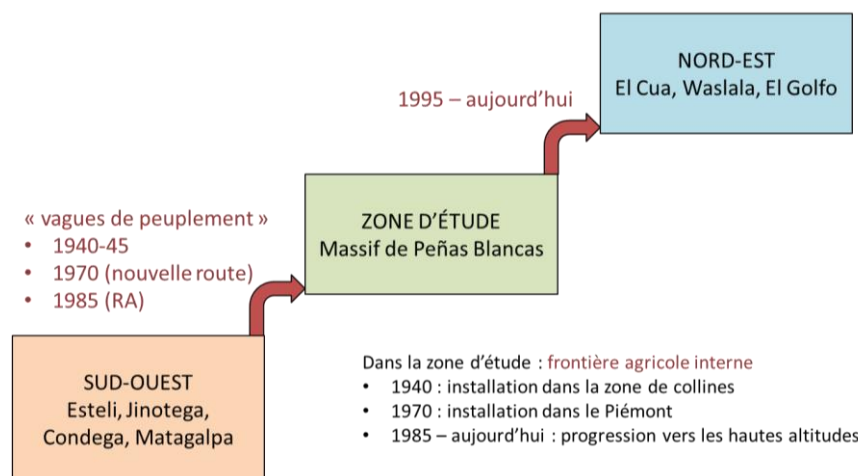 NORD-EST
El Cua, Waslala, El Golfo
1995 – aujourd’hui
ZONE D’ÉTUDE
Massif de Peñas Blancas
« vagues de peuplement »
• 1940-45
• 1970 (nouvelle route)
• 1985 (RA)
SUD-OUEST
Esteli, Jinotega,
Condega, Matagalpa
Dans la zone d’étude : frontière agricole interne
• 1940 : installation dans la zone de collines
• 1970 : installation dans le Piémont
• 1985 – aujourd’hui : progression vers les hautes altitudes